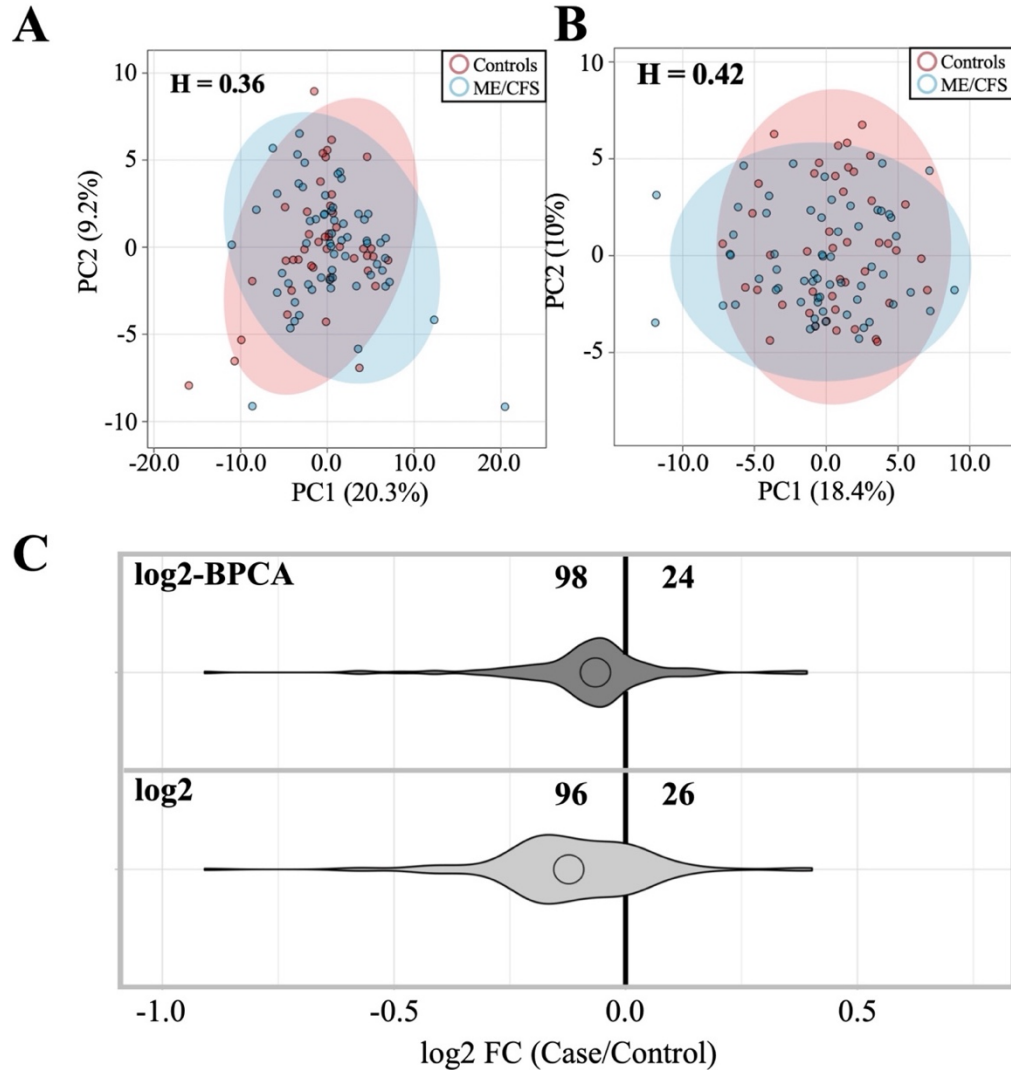 A
H = 0.36
Controls
ME/CFS
10
5
0
-5
-10
PC2 (9.2%)
-20.0 -10.0 0.0 10.0 20.0
PC1 (20.3%)
B
H = 0.42
Controls
ME/CFS
10
5
0
-5
PC2 (10%)
-10.0 -5.0 0.0 5.0 10.0
PC1 (18.4%)
C
log2-BPCA 98 24
log2 96 26
-1.0 -0.5 0.0 0.5
log2 FC (Case/Control)